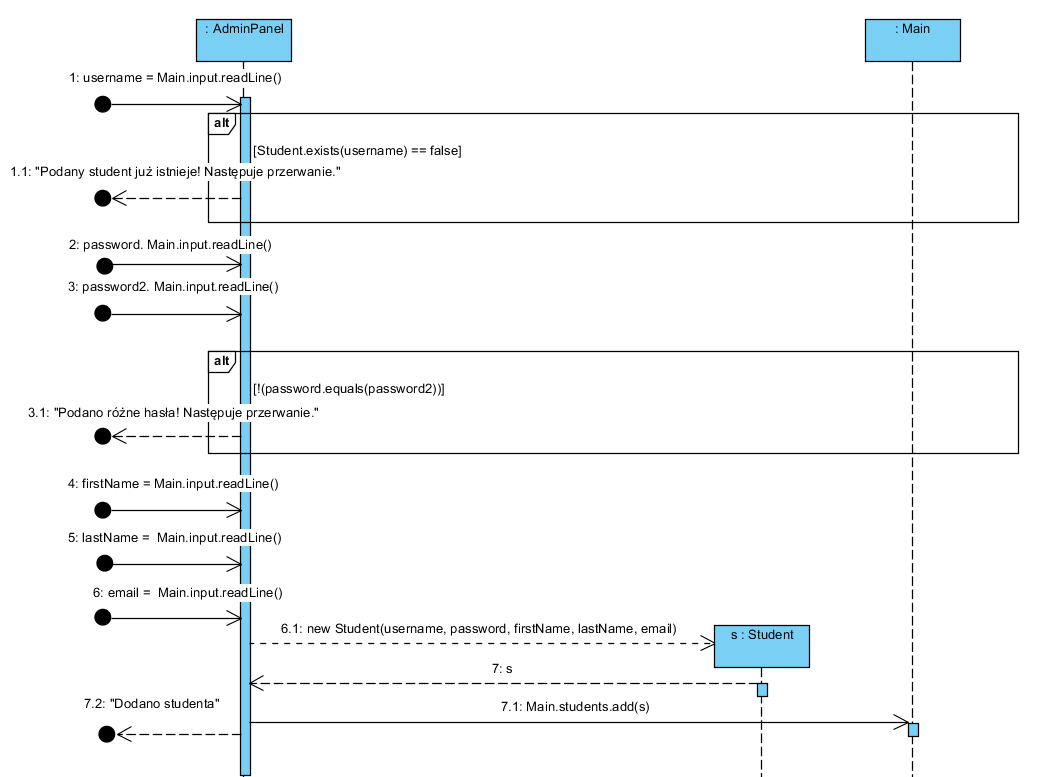 : AdminPanel
: Main
1: username = Main.input.readLine()
alt
[Student.exists(username) == false]
1.1: "Podany student już istnieje! Następuje przerwanie."
2: password. Main.input.readLine()
3: password2. Main.input.readLine()
alt
[!(password.equals(password2))]
3.1: "Podano różne hasła! Następuje przerwanie."
4: firstName = Main.input.readLine()
5: lastName =  Main.input.readLine()
6: email =  Main.input.readLine()
6.1: new Student(username, password, firstName, lastName, email)
s : Student
7: s
7.2: "Dodano studenta"
7.1: Main.students.add(s)